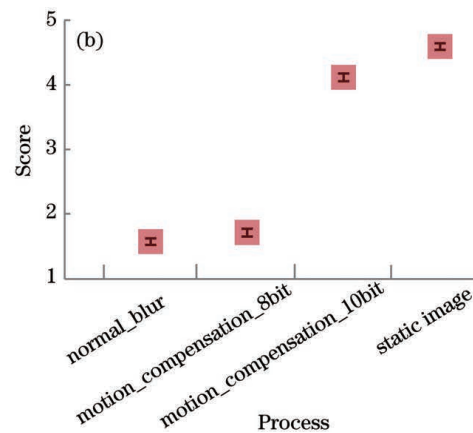 (b)
5
4
3
2
1
Score
normal_blur
motion_compensation_8bit
motion_compensation_10bit
static image
Process